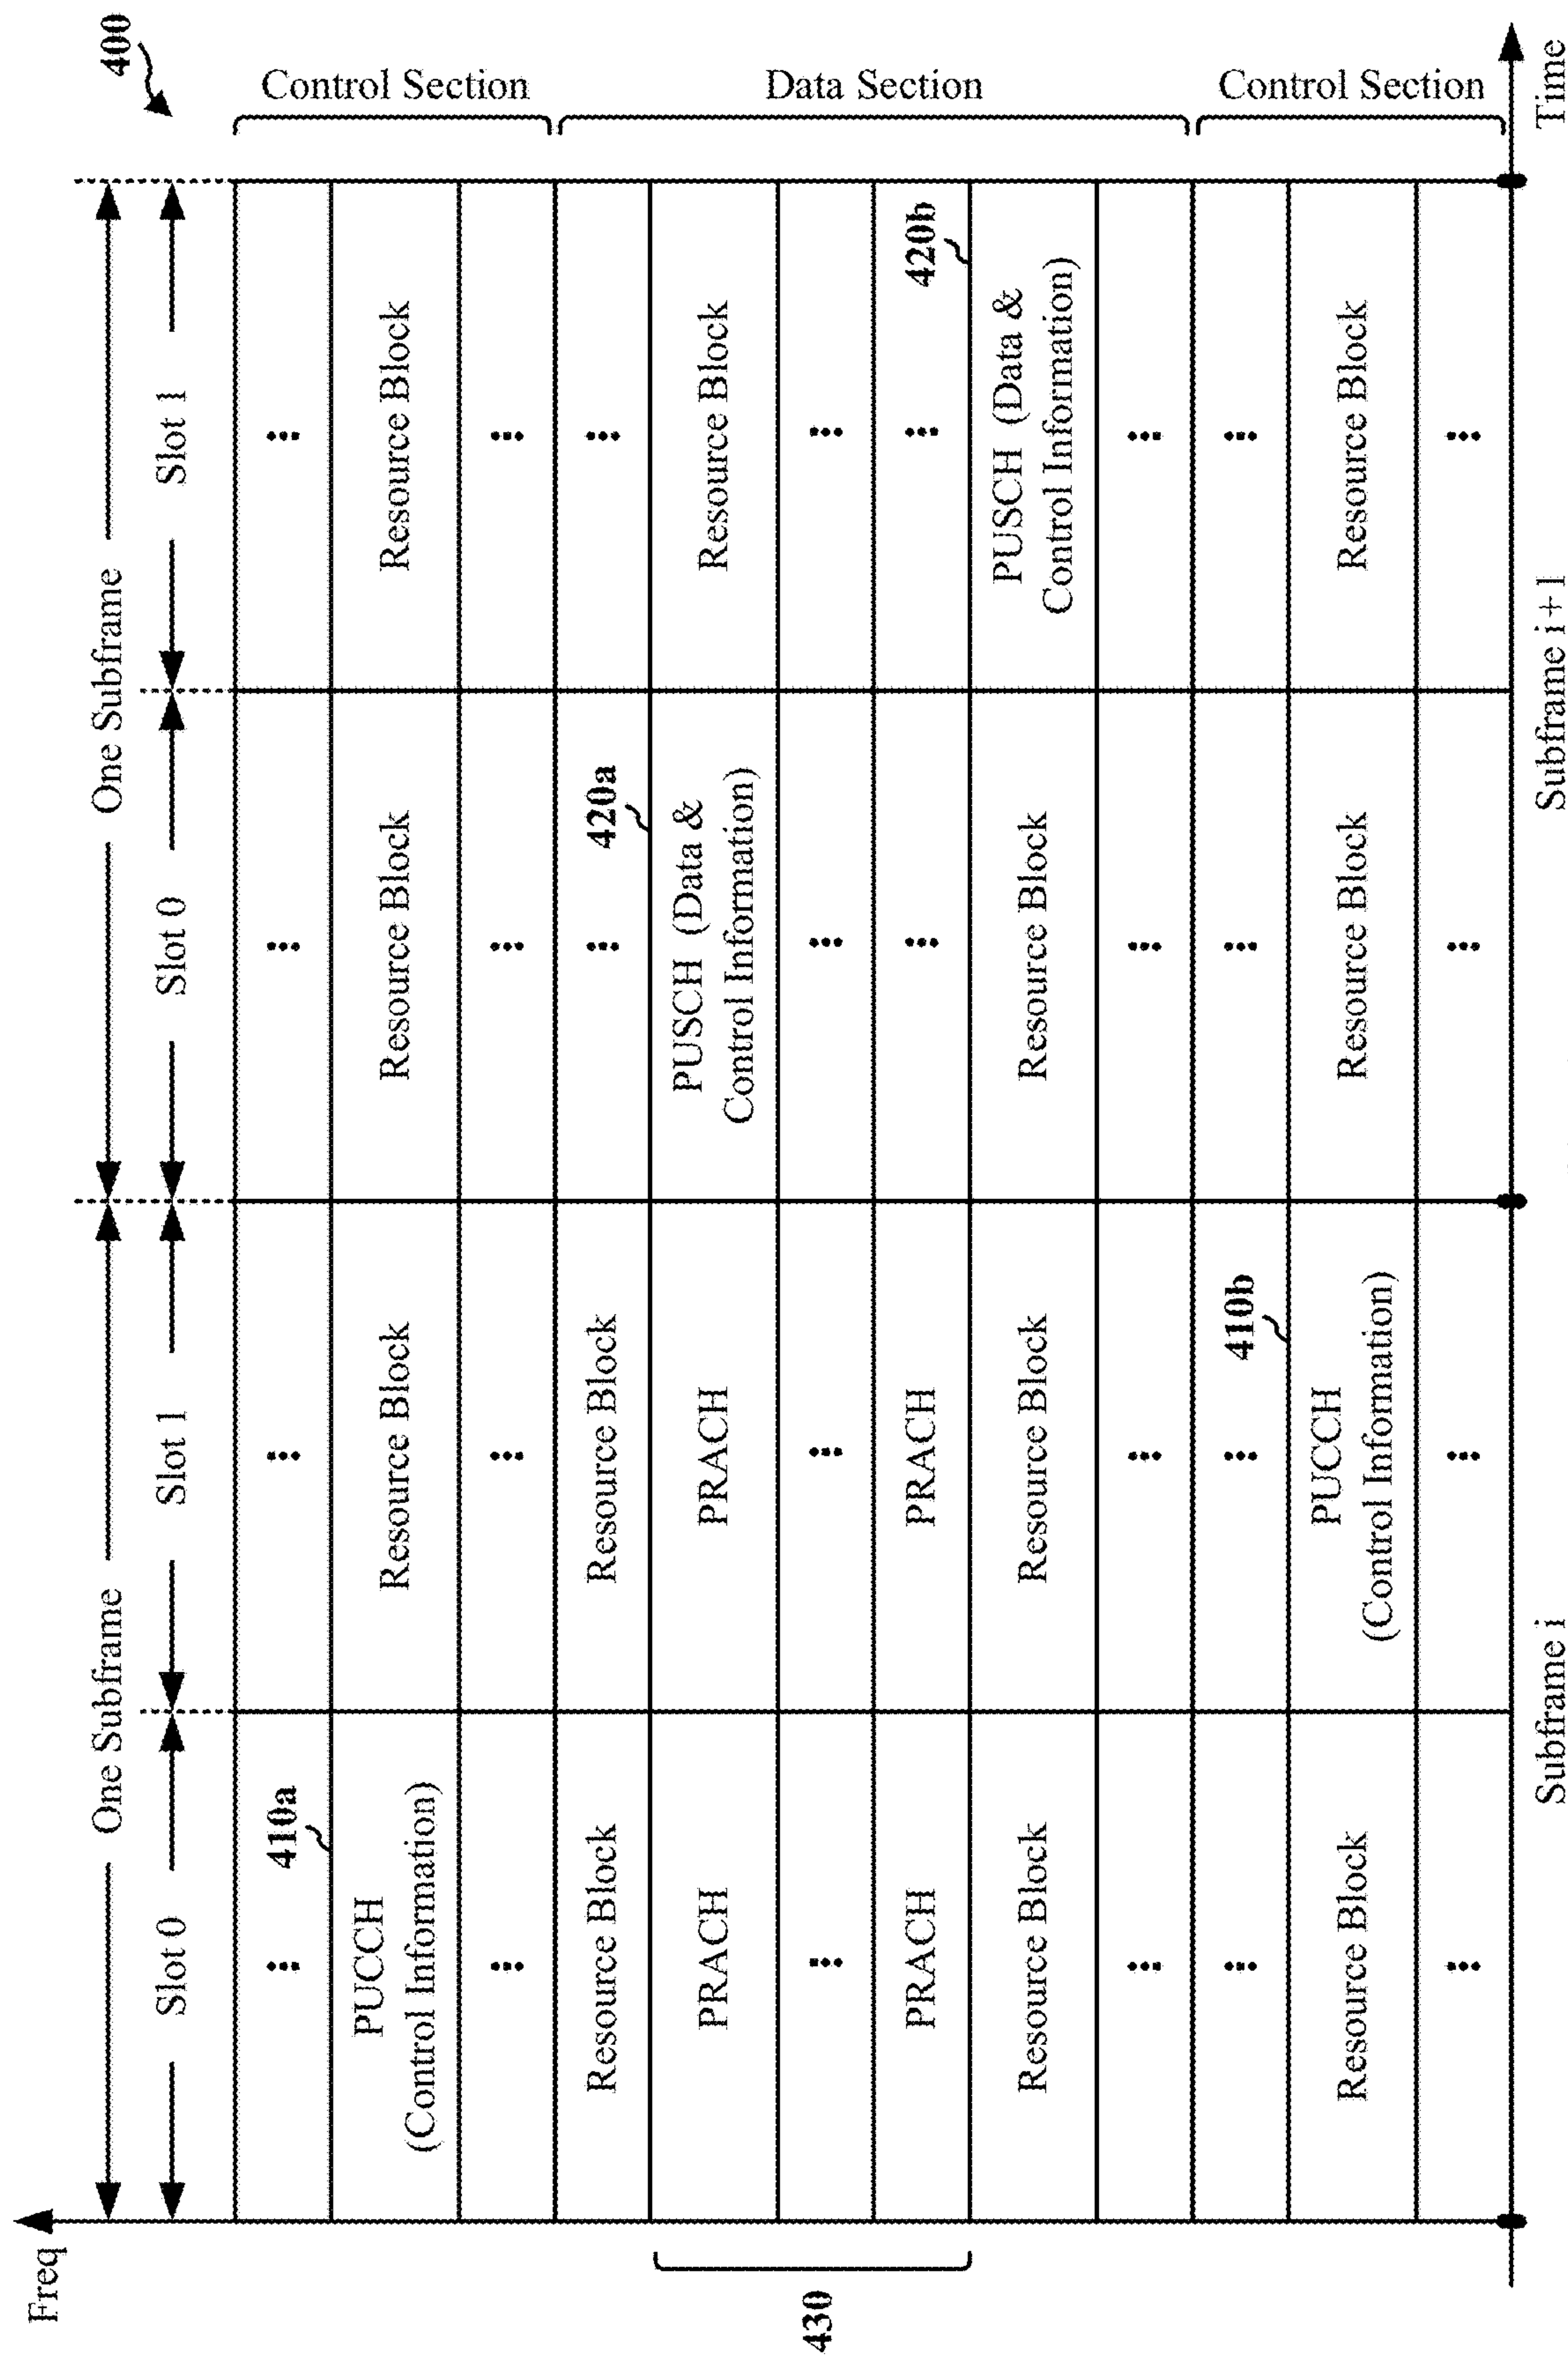 400
One Subframe
One Subframe
Slot 0
Slot 1
Slot 0
Slot 1
Freq
Control Section
Data Section
Control Section
430
⋮
⋮
⋮
⋮
410a
PUCCH
(Control Information)
Resource Block
Resource Block
Resource Block
⋮
⋮
⋮
⋮
Resource Block
Resource Block
⋮
⋮
420a
PRACH
PRACH
PUSCH (Data &
Control Information)
Resource Block
⋮
⋮
⋮
⋮
PRACH
PRACH
⋮
⋮
420b
Resource Block
Resource Block
Resource Block
PUSCH (Data &
Control Information)
⋮
⋮
⋮
⋮
⋮
⋮
⋮
⋮
410b
Resource Block
PUCCH
(Control Information)
Resource Block
Resource Block
⋮
⋮
⋮
⋮
Subframe i
Subframe i + 1
Time